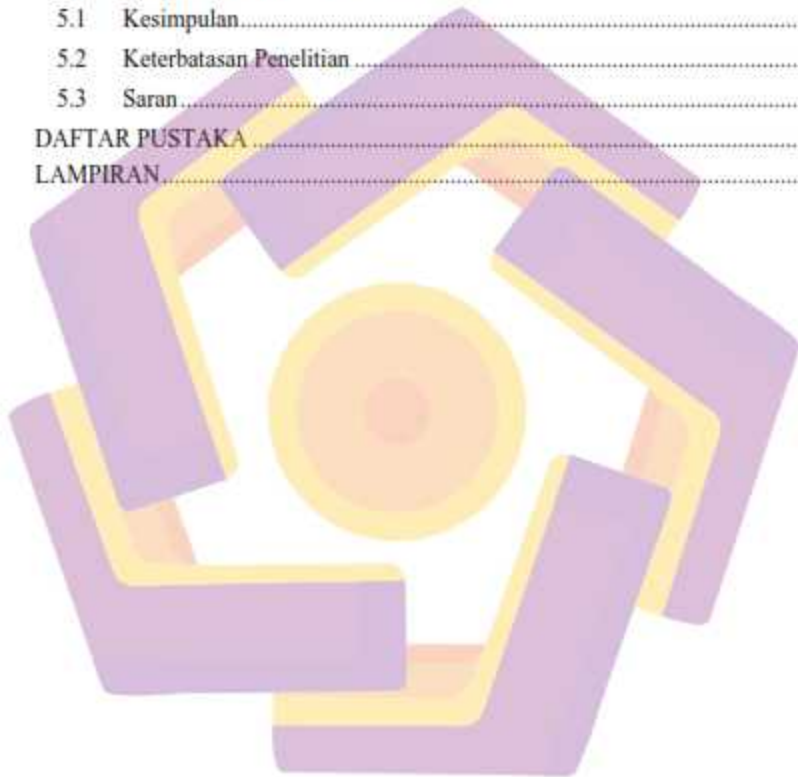 5.1 Kesimpulan....................................................................................................
5.2 Keterbatasan Penelitian ................................................................................
5.3 Saran..............................................................................................................
DAFTAR PUSTAKA ....................................................................................................
LAMPIRAN....................................................................................................................